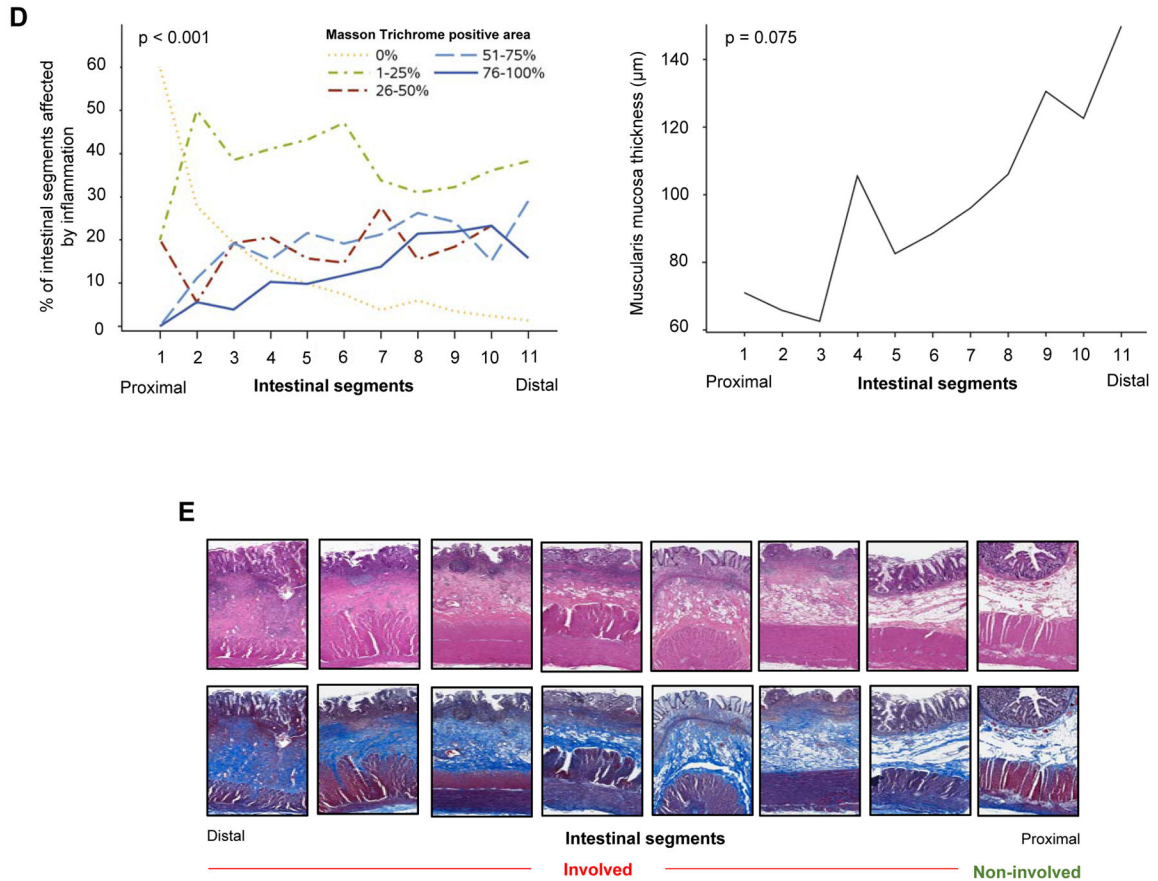 D
p < 0.001
Masson Trichrome positive area
0%
51-75%
1-25%
76-100%
26-50%
% of intestinal segments affected
by inflammation
60
50
40
30
20
10
0
1 2 3 4 5 6 7 8 9 10 11
Proximal
Intestinal segments
Distal
p = 0.075
Muscularis mucosa thickness (µm)
140
120
100
80
60
1 2 3 4 5 6 7 8 9 10 11
Proximal
Intestinal segments
Distal
E
Distal
Intestinal segments
Proximal
Involved
Non-involved